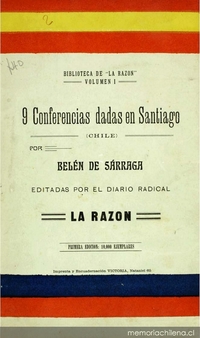 BIBLIOTECA DE "LA RAZON"
VOLUMEN I
9 Conferencias dadas en Santiago
(CHILE)
POR
BELÉN DE SÁRRAGA
EDITADAS POR EL DIARIO RADICAL
LA RAZON
PRIMERA EDICION: 10,000 EJEMPLARES
Imprenta y Encuadernación VICTORIA,
memoriachilena.cl